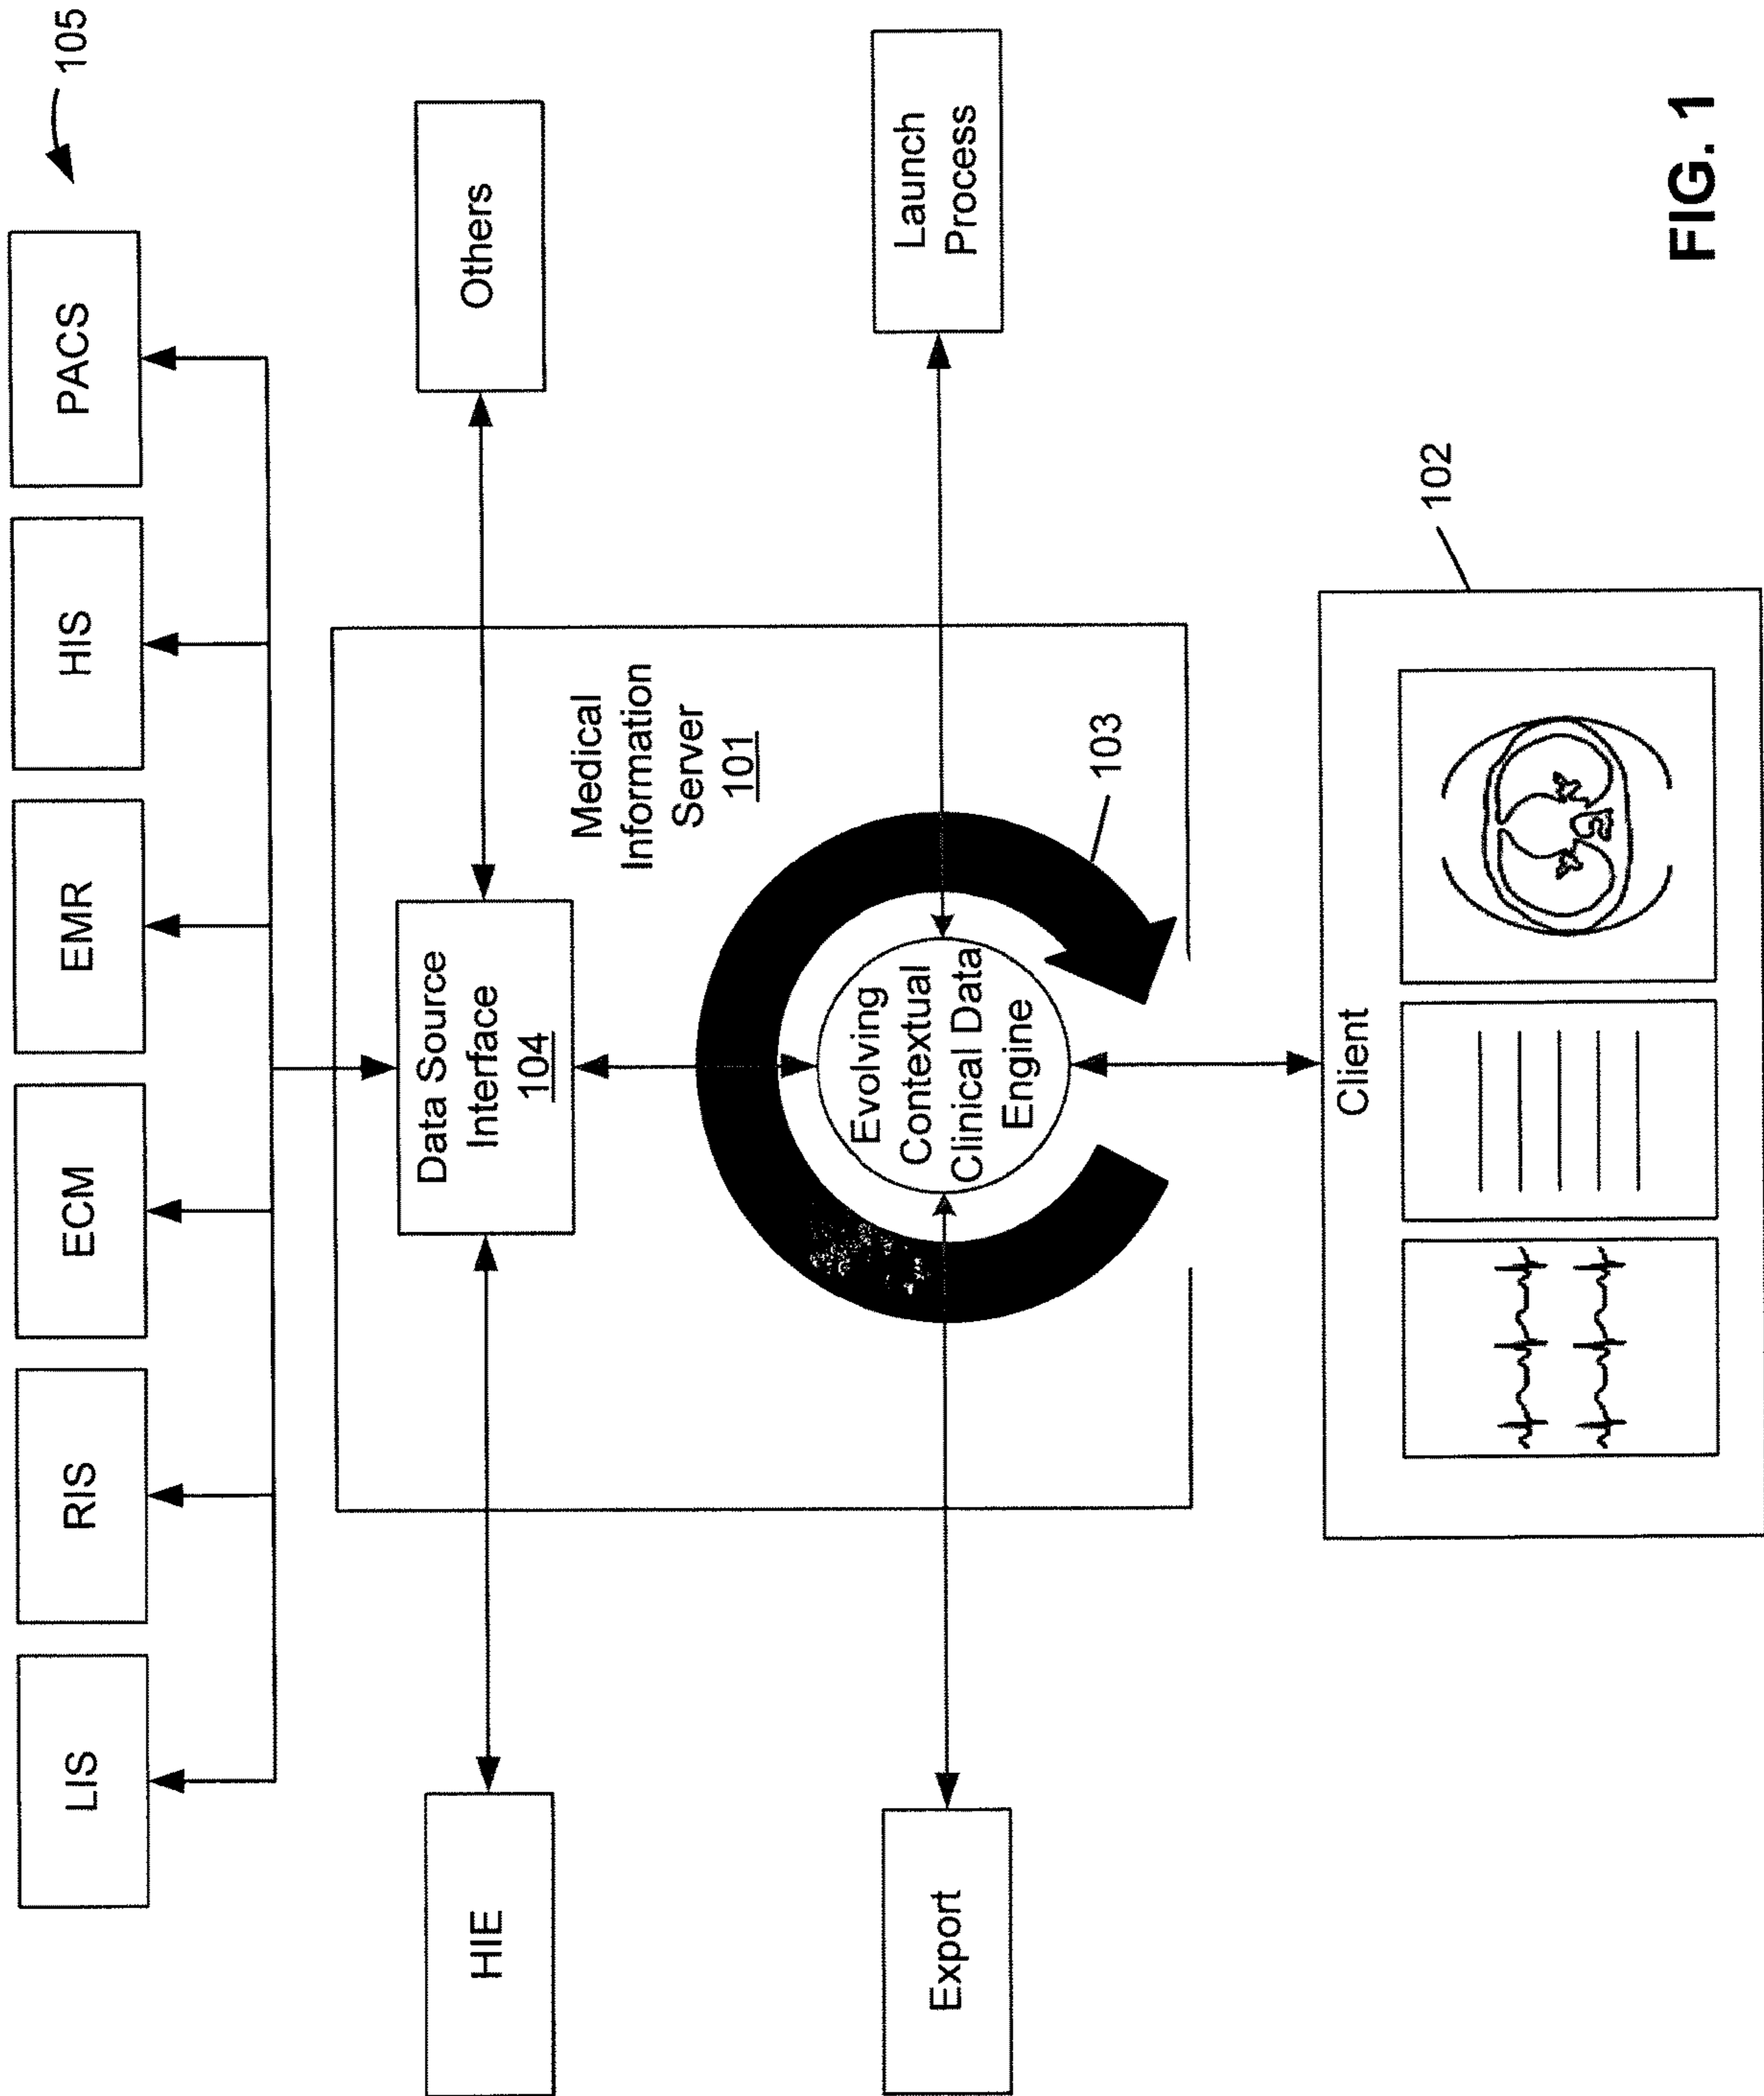 105
LIS
RIS
ECM
EMR
HIS
PACS
HIE
Data Source
Interface
104
Others
Medical
Information
Server
101
103
Export
Evolving
Contextual
Clinical Data
Engine
Launch
Process
102
Client
FIG. 1